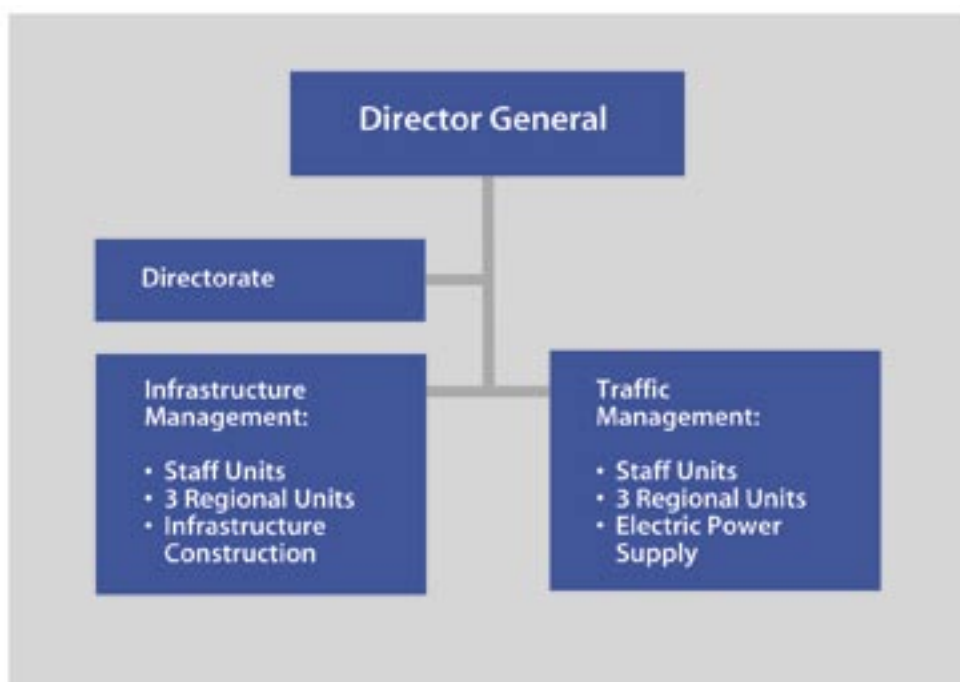 Director General
Directorate
Infrastructure
Management:
• Staff Units
• 3 Regional Units
• Infrastructure
Construction
Traffic
Management:
• Staff Units
• 3 Regional Units
• Electric Power
Supply